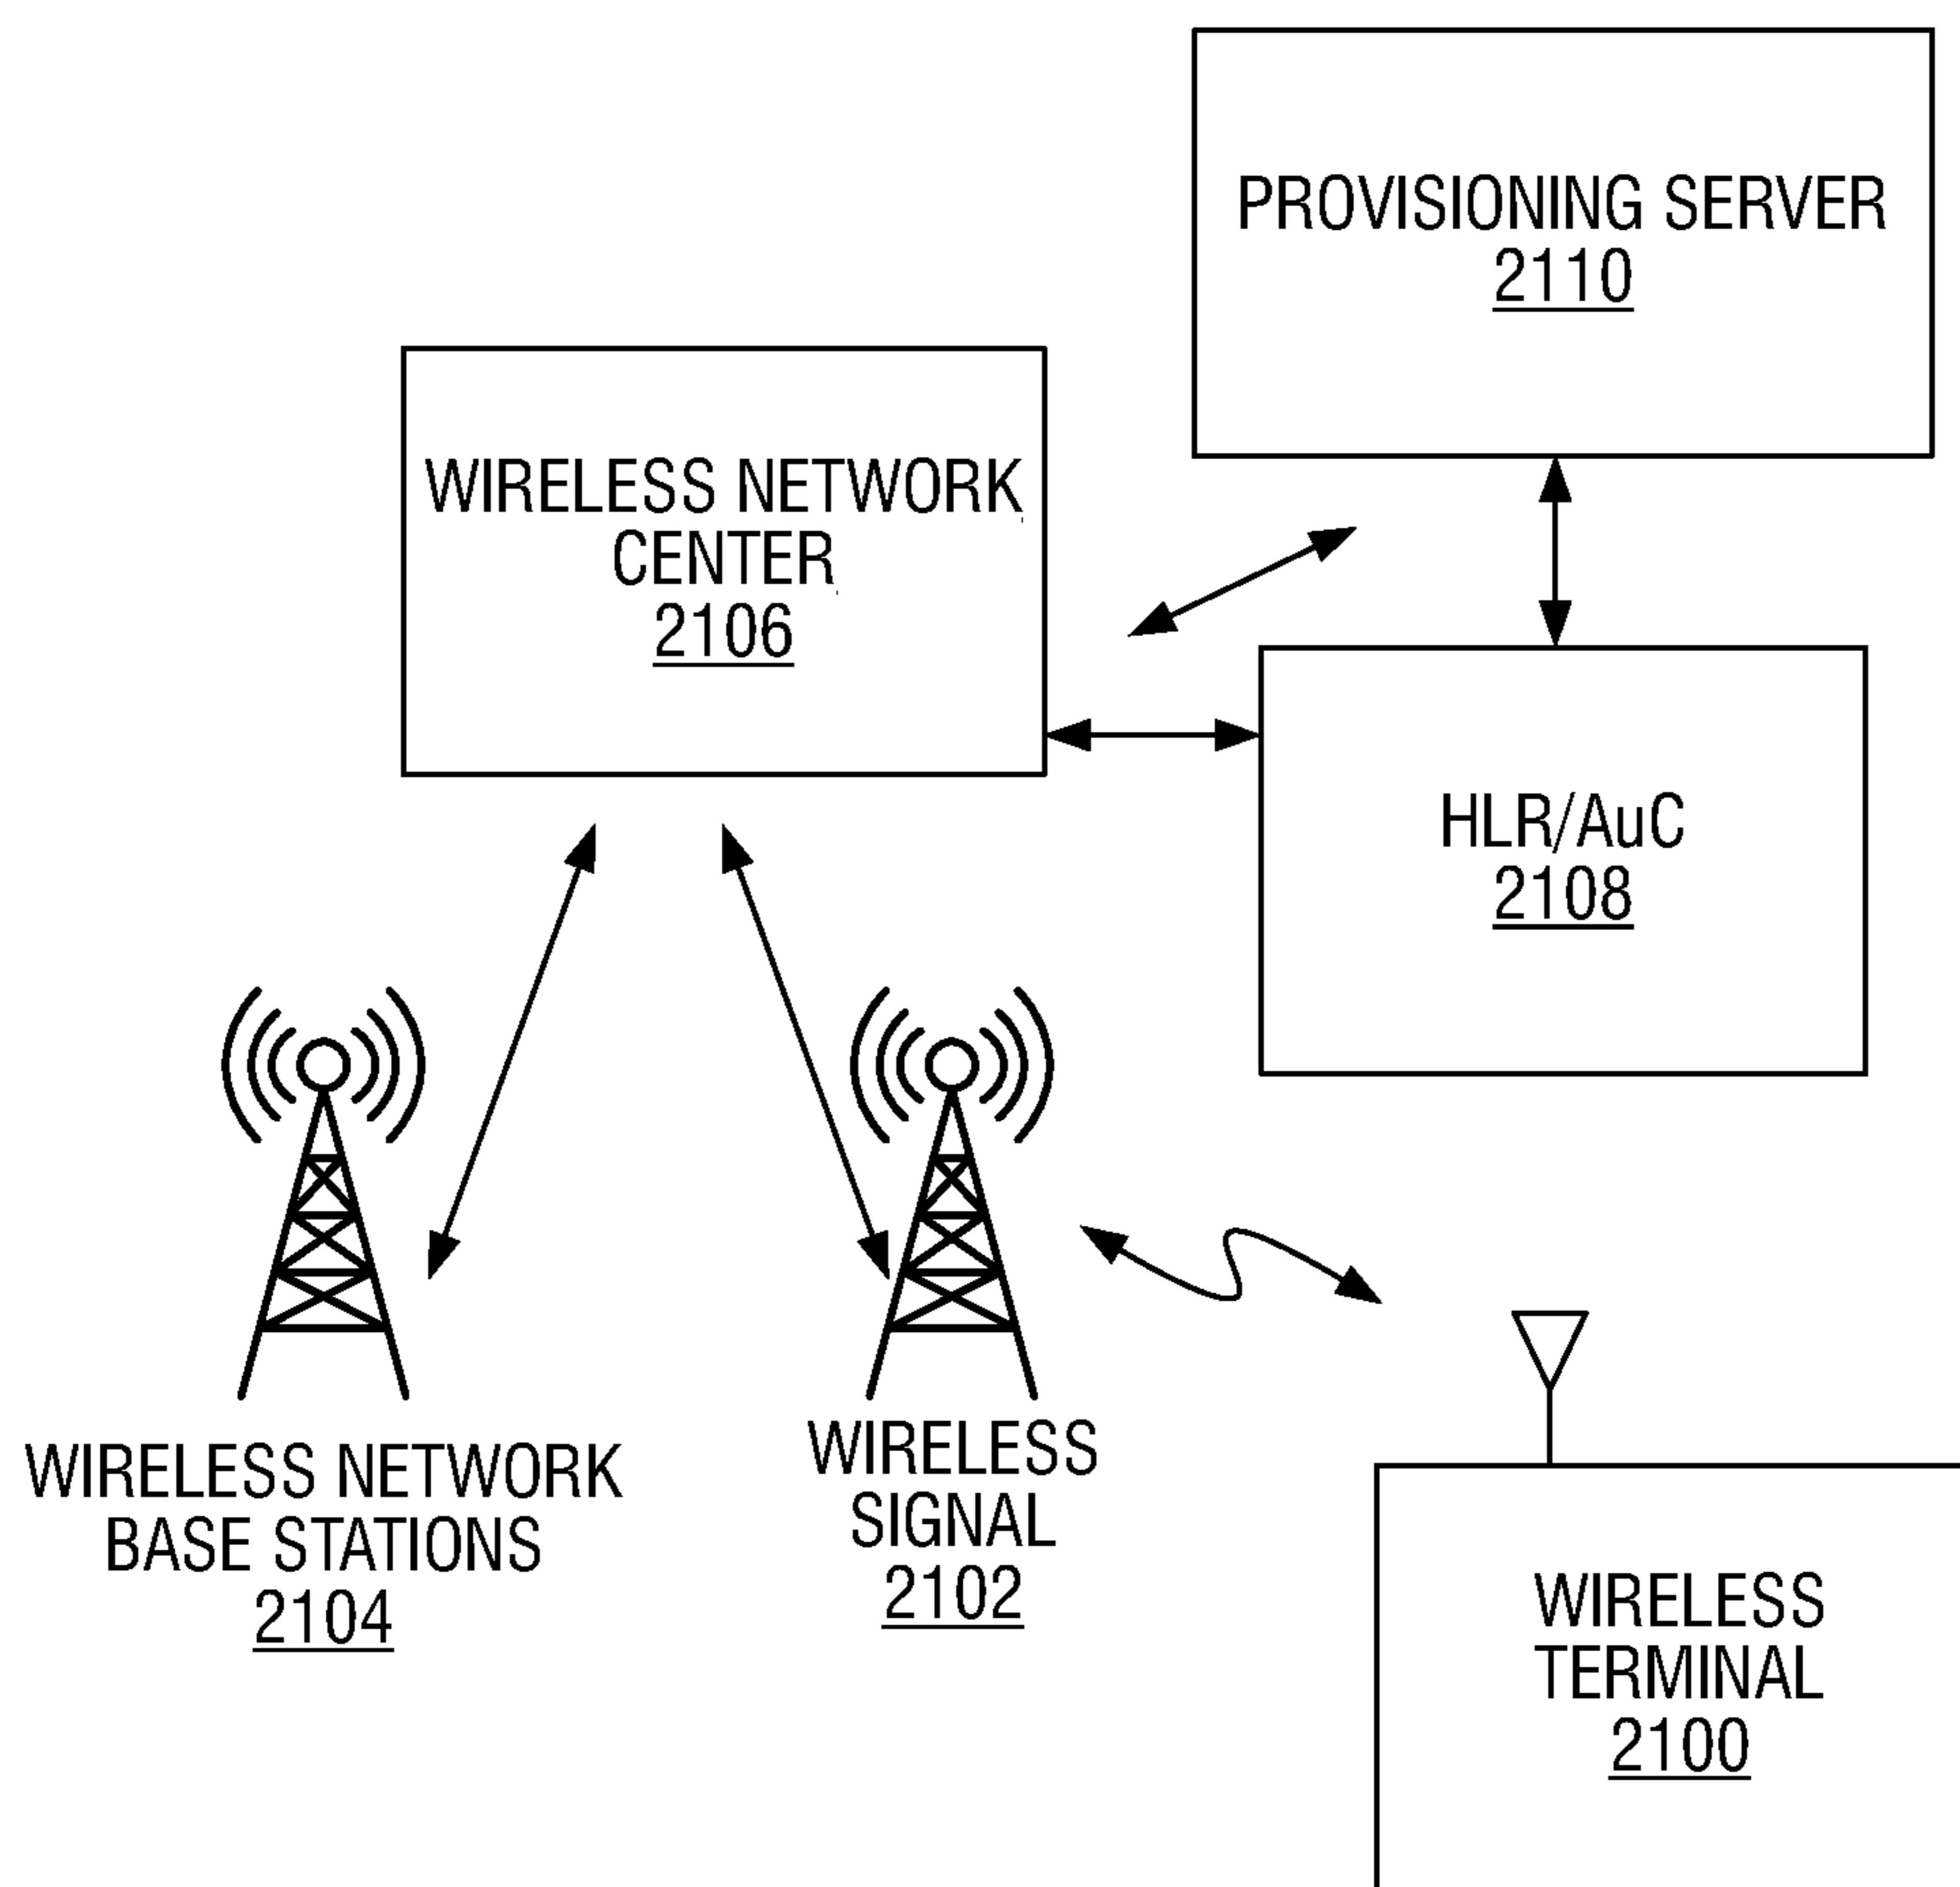 PROVISIONING SERVER
2110
WIRELESS NETWORK
CENTER
2106
HLR/AuC
2108
WIRELESS NETWORK
BASE STATIONS
2104
WIRELESS
SIGNAL
2102
WIRELESS
TERMINAL
2100